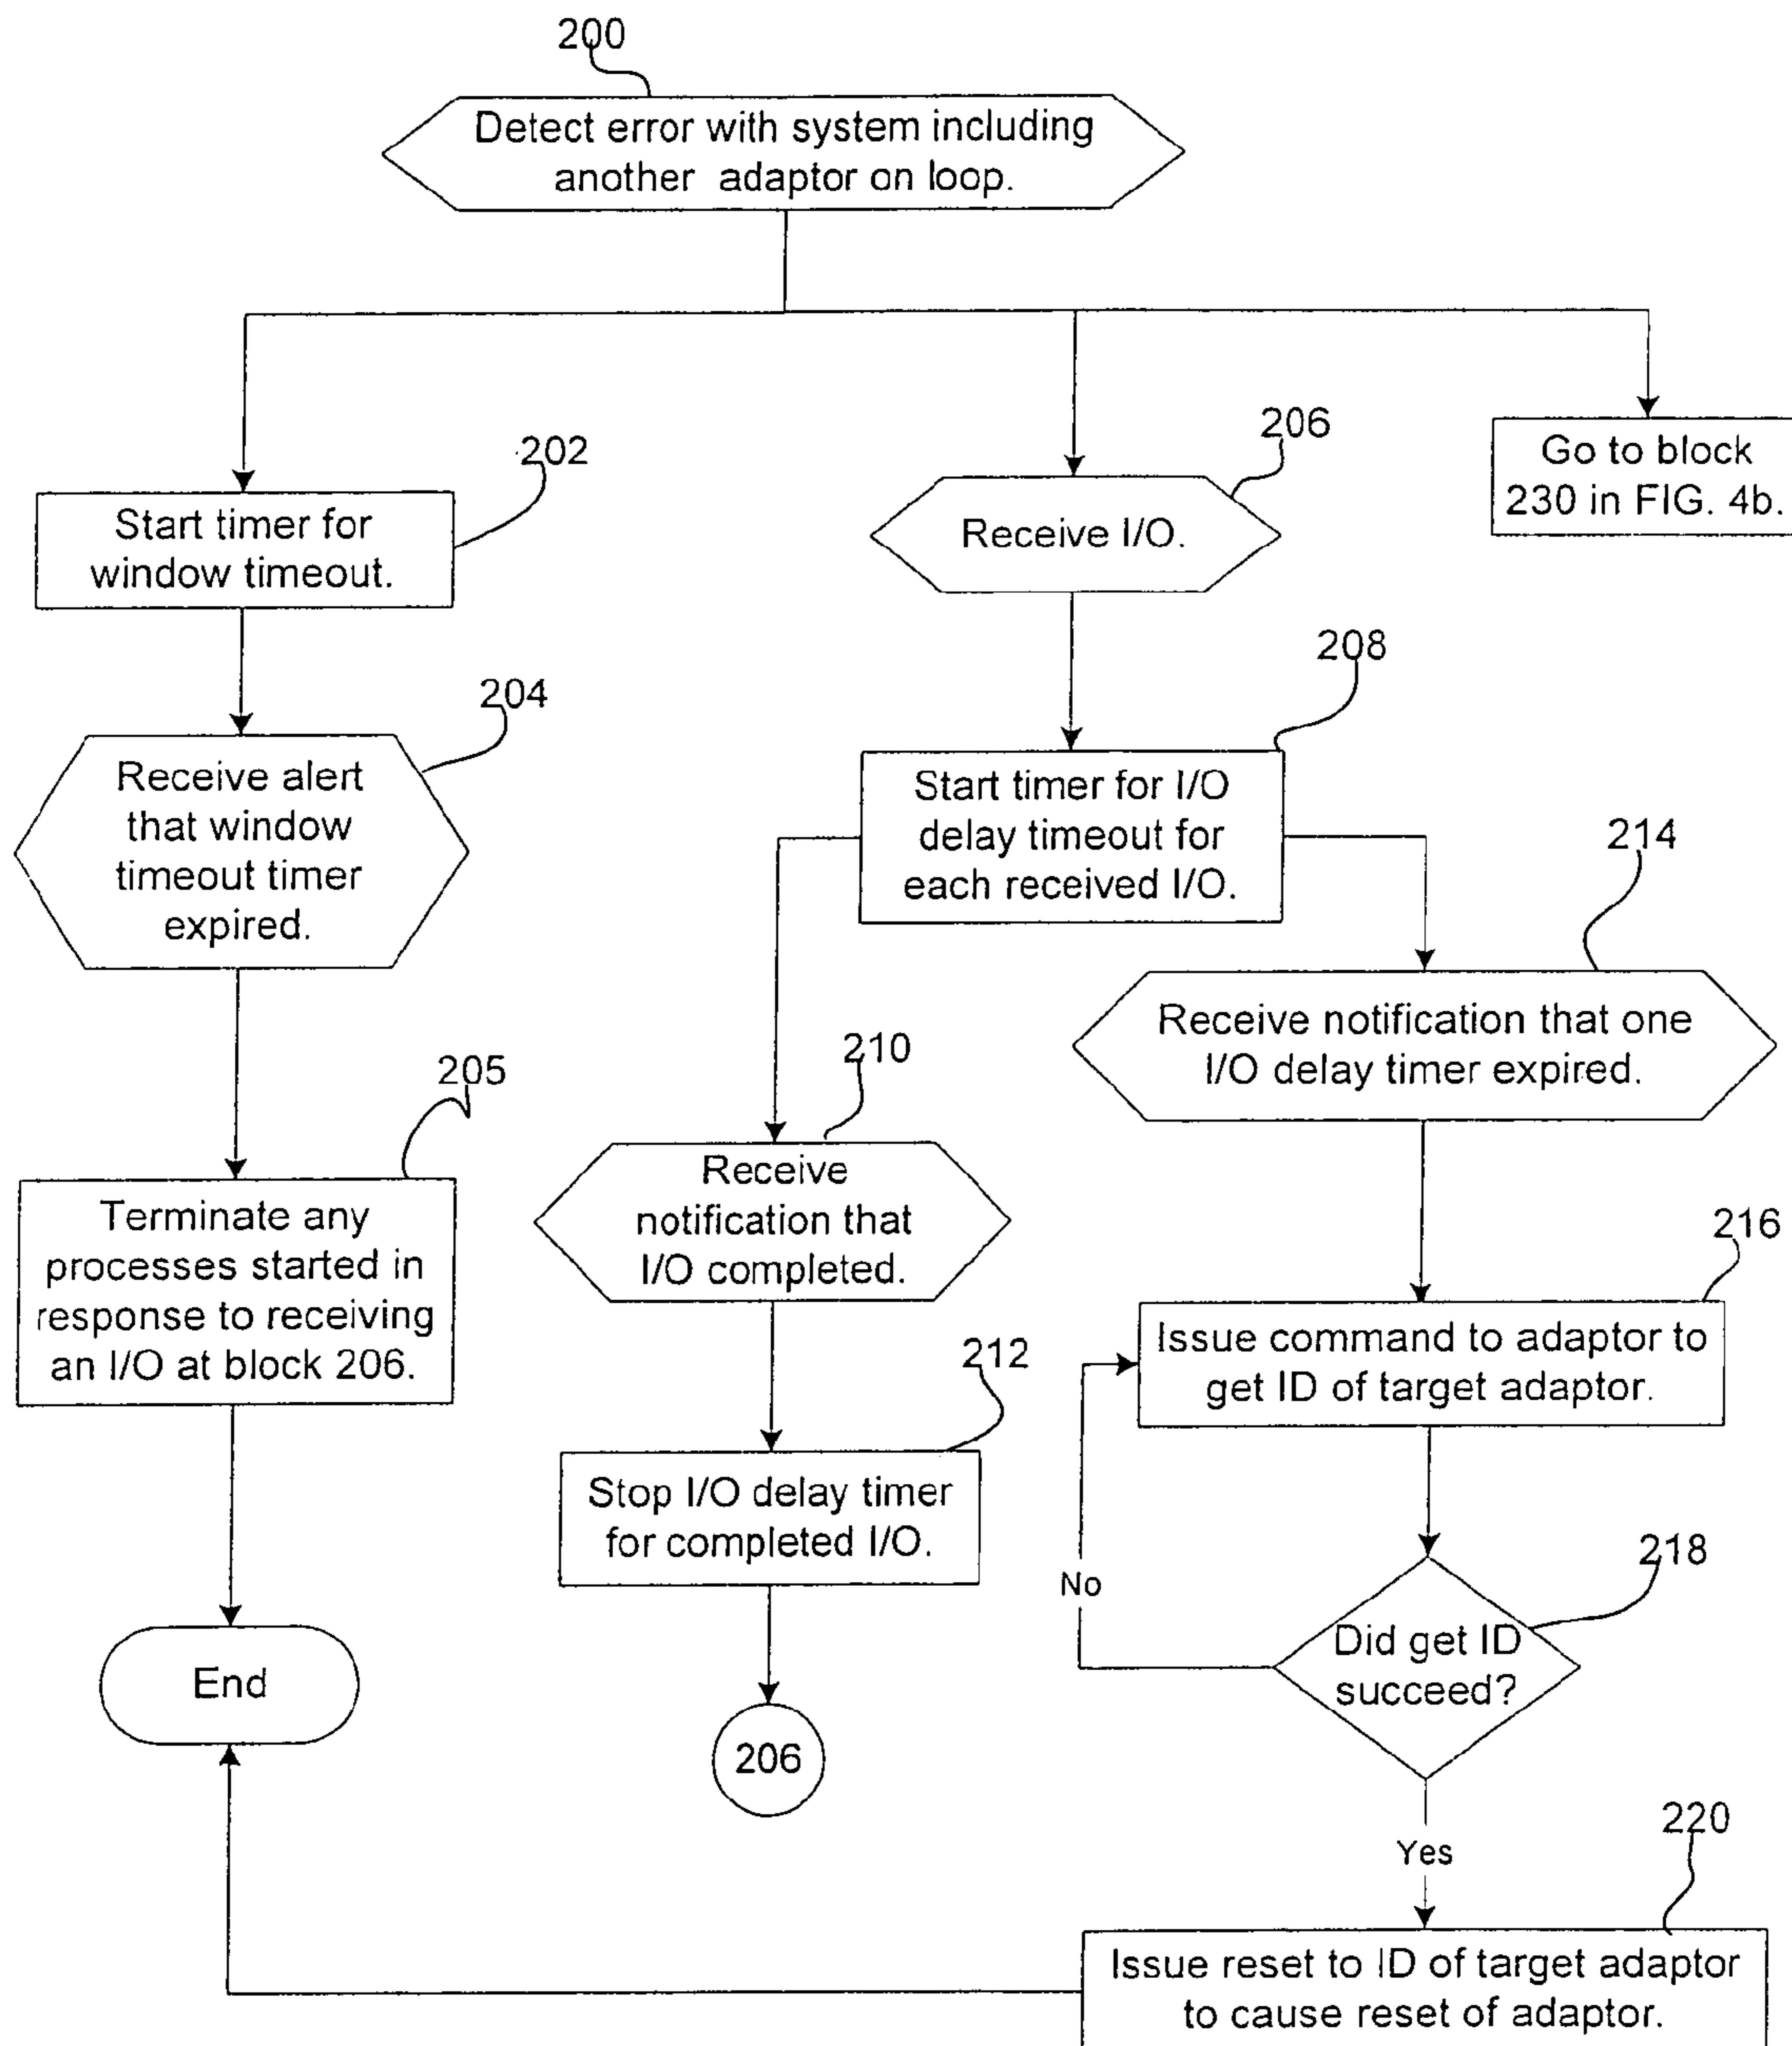 200
Detect error with system including
another adaptor on loop.
202
Start timer for
window timeout.
206
Receive I/O.
Go to block
230 in FIG. 4b.
204
Receive alert
that window
timeout timer
expired.
208
Start timer for I/O
delay timeout for
each received I/O.
214
Receive notification that one
I/O delay timer expired.
205
Terminate any
processes started in
response to receiving
an I/O at block 206.
210
Receive
notification that
I/O completed.
216
Issue command to adaptor to
get ID of target adaptor.
212
Stop I/O delay timer
for completed I/O.
218
No
Did get ID
succeed?
End
206
Yes
220
Issue reset to ID of target adaptor
to cause reset of adaptor.